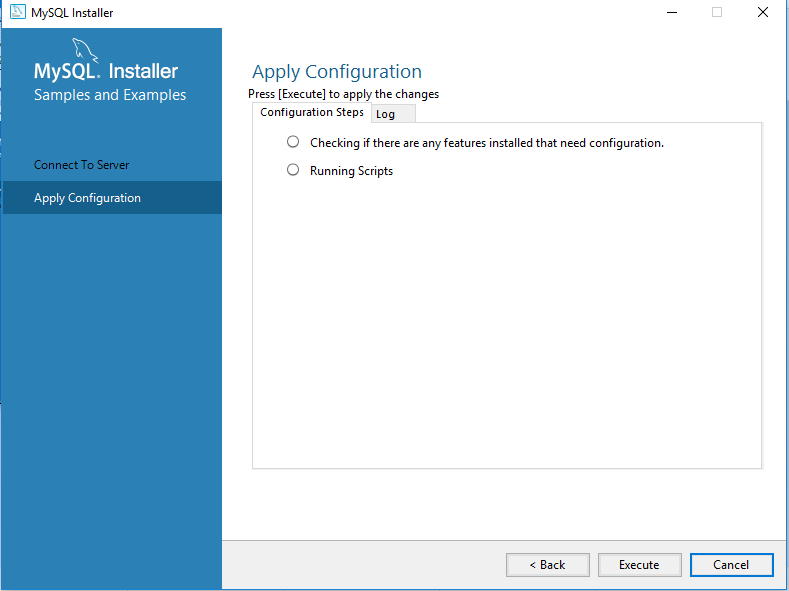 MySQL Installer
MySQL. Installer
Samples and Examples
Connect To Server
Apply Configuration
Apply Configuration
Press [Execute] to apply the changes
Configuration Steps
Log
Checking if there are any features installed that need configuration.
Running Scripts
< Back
Execute
Cancel